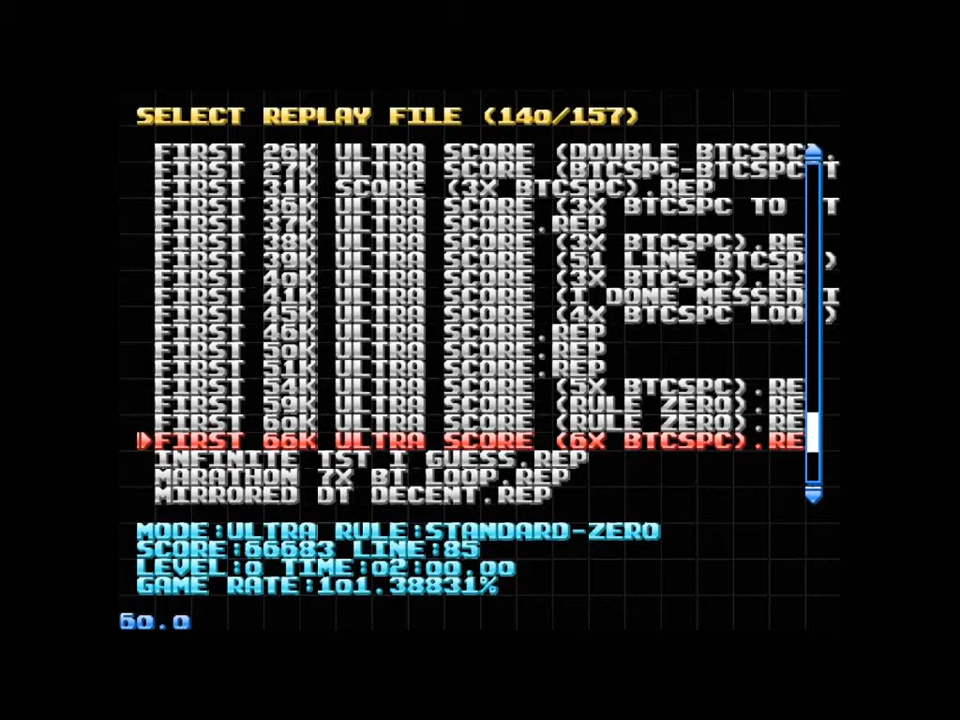 SELECT REPLAY FILE (140/157)
FIRST 26K ULTRA SCORE (DOUBLE BTCSPC).
FIRST 27K ULTRA SCORE (BTCSPC-BTCSPC T
FIRST 31K SCORE (3X BTCSPC).REP
FIRST 36K ULTRA SCORE (3X BTCSPC TO T
FIRST 37K ULTRA SCORE.REP
FIRST 38K ULTRA SCORE (3X BTCSPC).RE
FIRST 39K ULTRA SCORE (51 LINE BTCSP )
FIRST 40K ULTRA SCORE (3X BTCSPC).RE
FIRST 41K ULTRA SCORE (I DONE MESSED T
FIRST 45K ULTRA SCORE (4X BTCSPC LOO )
FIRST 46K ULTRA SCORE.REP
FIRST 50K ULTRA SCORE.REP
FIRST 51K ULTRA SCORE.REP
FIRST 54K ULTRA SCORE (5X BTCSPC).RE
FIRST 59K ULTRA SCORE (RULE ZERO).RE
FIRST 60K ULTRA SCORE (RULE ZERO).RE
FIRST 66K ULTRA SCORE (6X BTCSPC).RE
INFINITE TST I GUESS.REP
MARATHON 7X BT LOOP.REP
MIRRORED DT DECENT.REP
MODE:ULTRA RULE:STANDARD-ZERO
SCORE:66683 LINE:85
LEVEL:0 TIME:02:00.00
GAME RATE:101.38831%
60.0